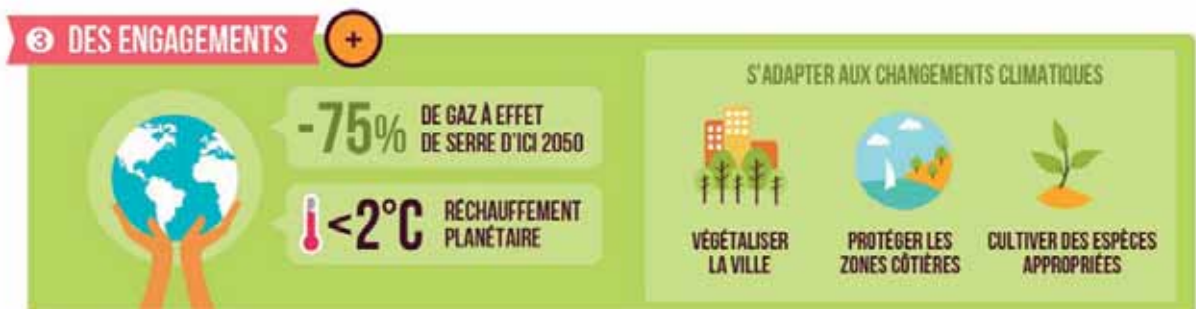 ❸ DES ENGAGEMENTS +
-75% DE GAZ À EFFET
DE SERRE D'ICI 2050
<2°C RÉCHAUFFEMENT
PLANÉTAIRE
S'ADAPTER AUX CHANGEMENTS CLIMATIQUES
VÉGÉTALISER
LA VILLE
PROTÉGER LES
ZONES CÔTIÈRES
CULTIVER DES ESPÈCES
APPROPRIÉES